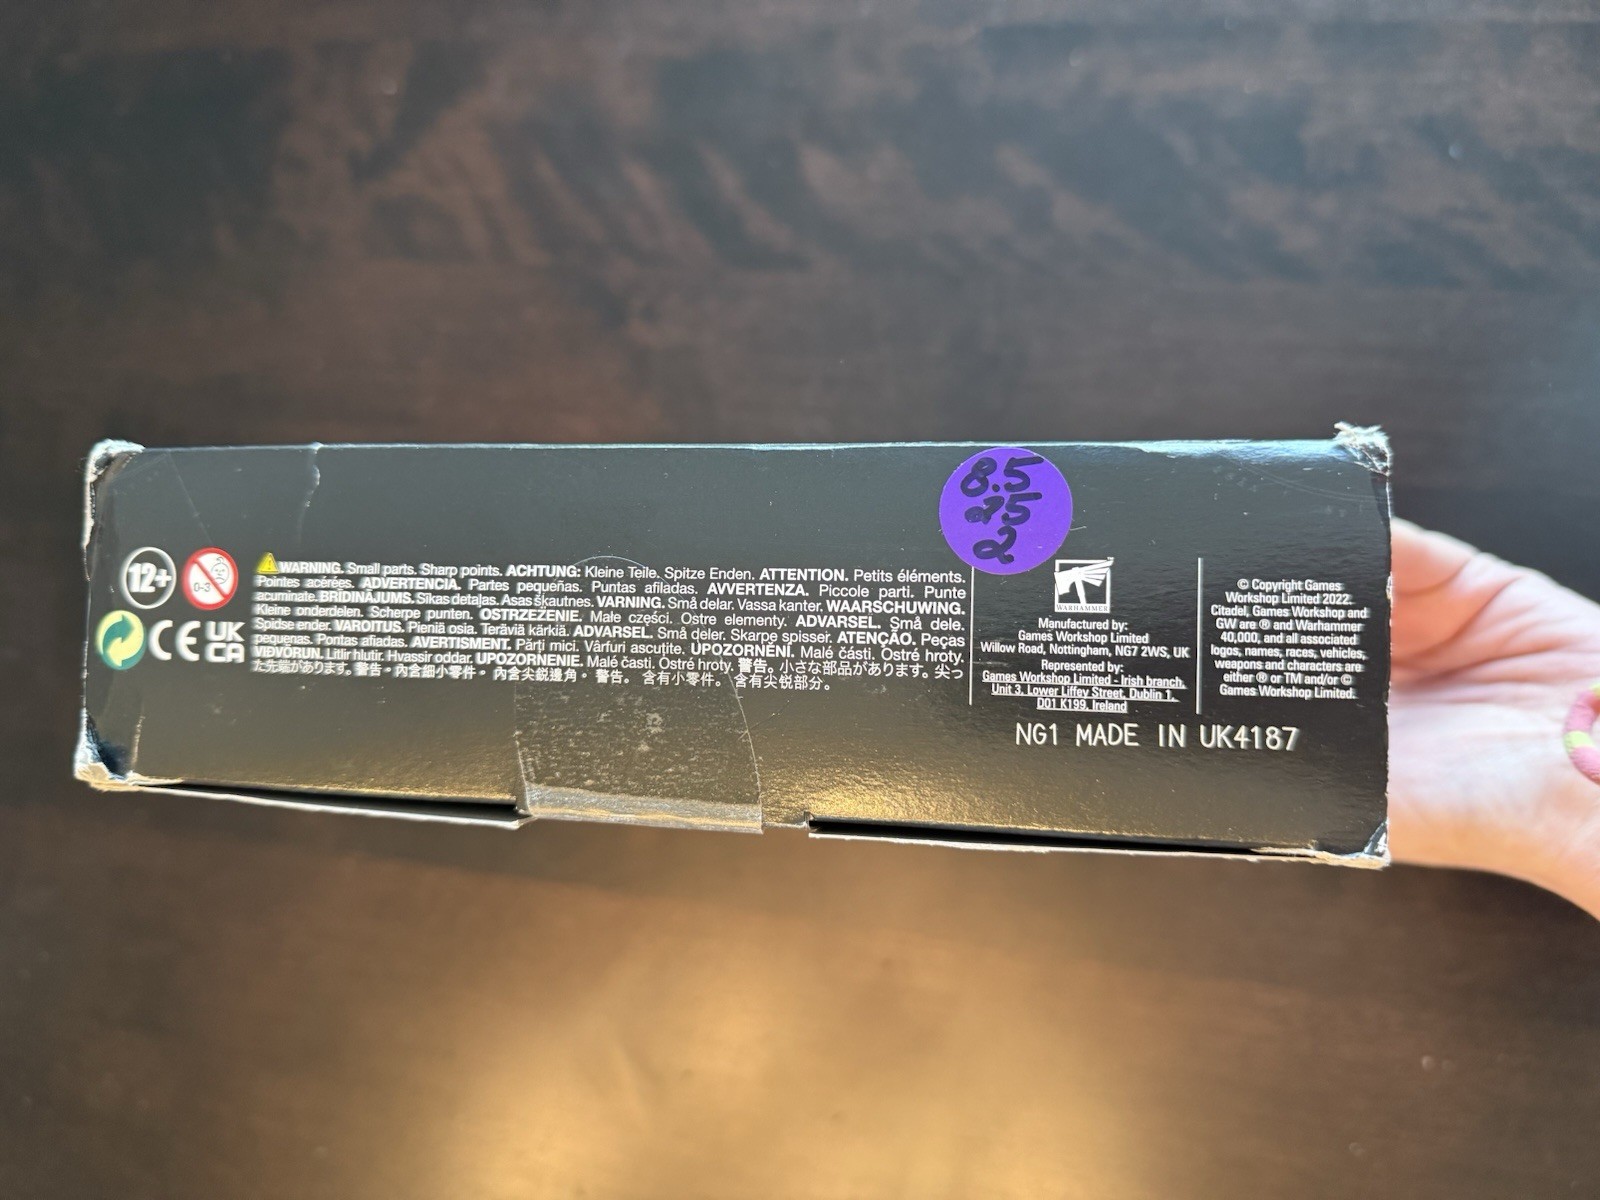 12+
0-3
CE UK
CA
WARNING. Small parts. Sharp points. ACHTUNG: Kleine Teile. Spitze Enden. ATTENTION. Petits éléments.
Pointes acérées. ADVERTENCIA. Partes pequeñas. Puntas afiladas. AVVERTENZA. Piccole parti. Punte
acuminate. BRĪDINĀJUMS. Sīkas detaļas. Asas šķautnes. VARNING. Små delar. Vassa kanter. WAARSCHUWING.
Kleine onderdelen. Scherpe punten. OSTRZEŻENIE. Małe części. Ostre elementy. ADVARSEL. Små dele.
Spidse ender. VAROITUS. Pieniä osia. Teräviä kärkiä. ADVARSEL. Små deler. Skarpe spisser. ATENÇÃO. Peças
pequenas. Pontas afiadas. AVERTISMENT. Părți mici. Vârfuri ascuțite. UPOZORNĚNÍ. Malé části. Ostré hroty.
VIÐVÖRUN. Litlir hlutir. Hvassir oddar. UPOZORNENIE. Malé časti. Ostré hroty. 警告。小さな部品があります。尖っ
た先端があります。警告。內含細小零件。內含尖銳邊角。警告。含有小零件。含有尖锐部分。
8.5
25
2
WARHAMMER
Manufactured by:
Games Workshop Limited
Willow Road, Nottingham, NG7 2WS, UK
Represented by:
Games Workshop Limited - Irish branch,
Unit 3, Lower Liffey Street, Dublin 1,
D01 K199, Ireland
© Copyright Games
Workshop Limited 2022.
Citadel, Games Workshop and
GW are ® and Warhammer
40,000, and all associated
logos, names, races, vehicles,
weapons and characters are
either ® or TM and/or ©
Games Workshop Limited.
NG1 MADE IN UK4187